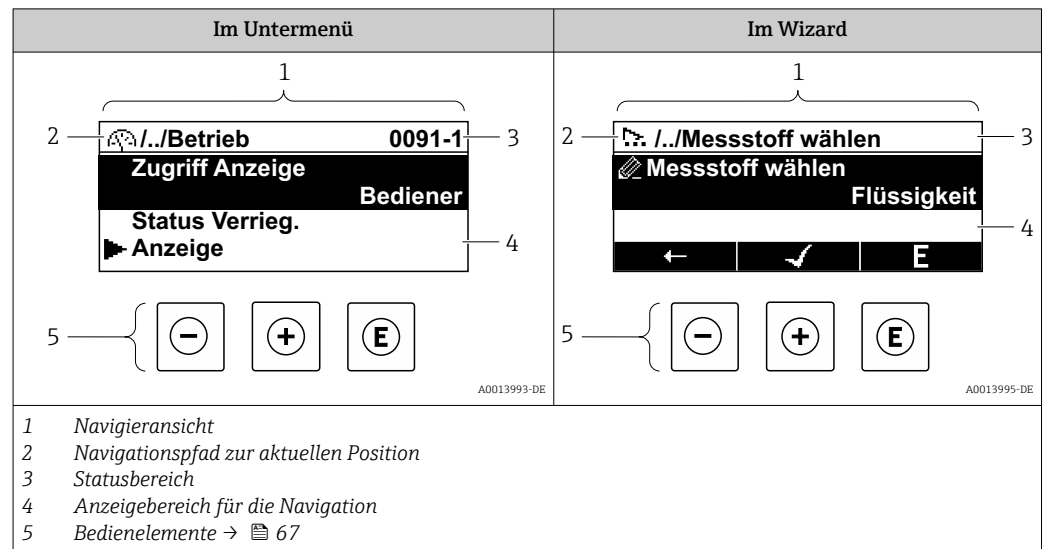 Im Untermenü
Im Wizard
1
2
/../Betrieb 0091-1
3
Zugriff Anzeige
Bediener
Status Verrieg.
Anzeige
4
5
- + E
A0013993-DE
1
2
/../Messstoff wählen
3
Messstoff wählen
Flüssigkeit
4
← ✓ E
5
- + E
A0013995-DE
1 Navigieransicht
2 Navigationspfad zur aktuellen Position
3 Statusbereich
4 Anzeigebereich für die Navigation
5 Bedienelemente → 67